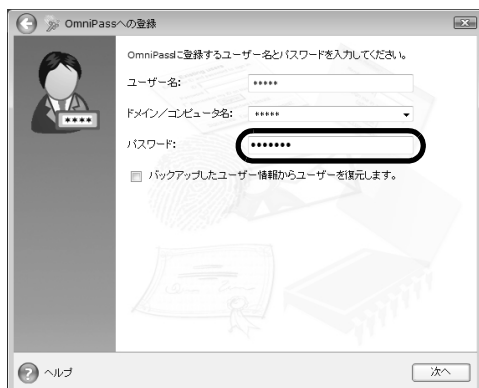 OmniPassへの登録
OmniPassに登録するユーザー名とパスワードを入力してください。
ユーザー名: *****
ドメイン／コンピュータ名: *****
パスワード: •••••••
****
バックアップしたユーザー情報からユーザーを復元します。
ヘルプ
次へ